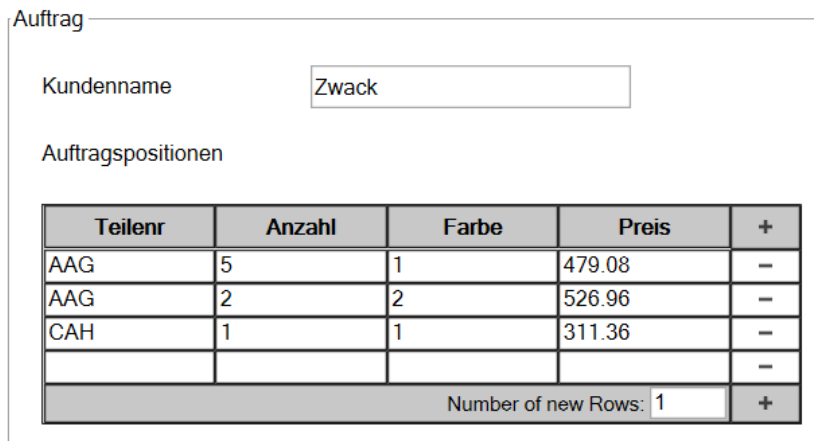 Auftrag
Kundenname Zwack
Auftragspositionen
Teilenr Anzahl Farbe Preis +
AAG 5 1 479.08 −
AAG 2 2 526.96 −
CAH 1 1 311.36 −
−
Number of new Rows: 1 +